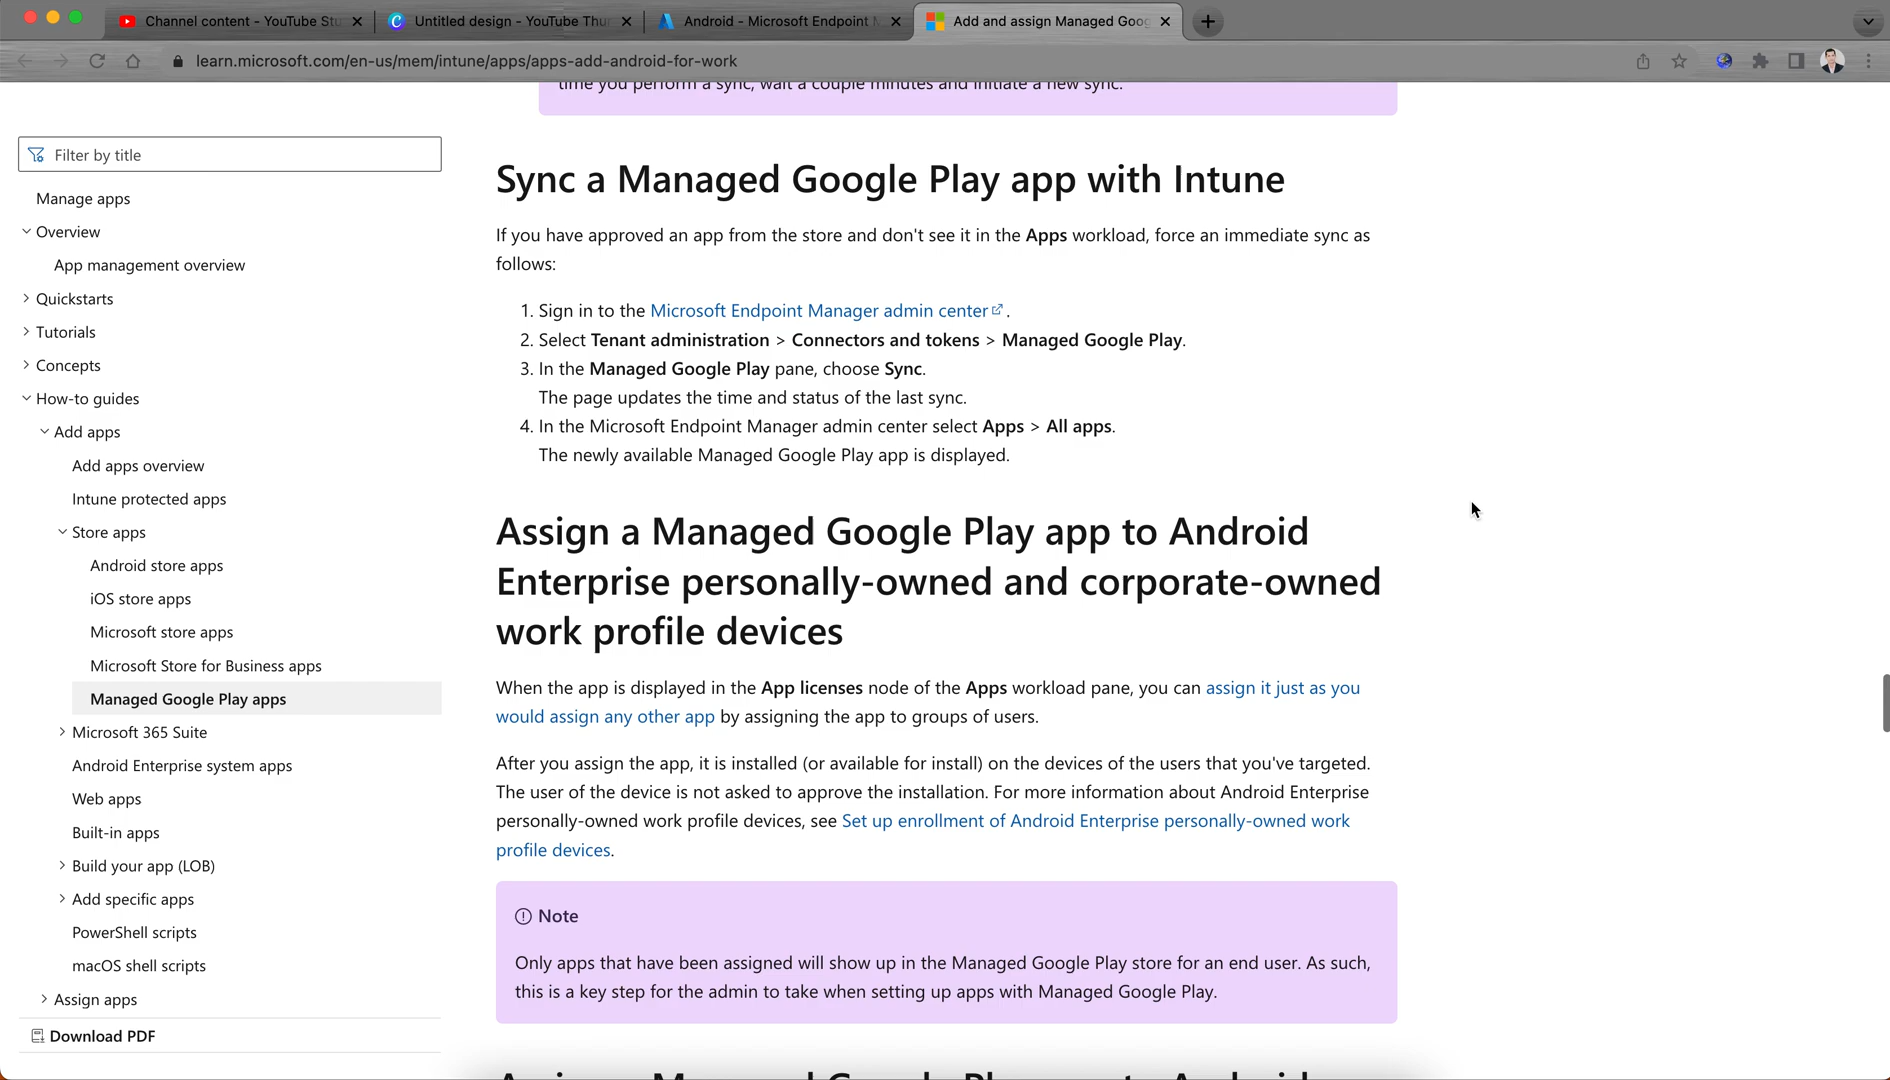 Channel content - YouTube Stu
Untitled design - YouTube Thu
Android - Microsoft Endpoint M
Add and assign Managed Goog
learn.microsoft.com/en-us/mem/intune/apps/apps-add-android-for-work
time you perform a sync, wait a couple minutes and initiate a new sync.
Filter by title
Manage apps
Overview
App management overview
Quickstarts
Tutorials
Concepts
How-to guides
Add apps
Add apps overview
Intune protected apps
Store apps
Android store apps
iOS store apps
Microsoft store apps
Microsoft Store for Business apps
Managed Google Play apps
Microsoft 365 Suite
Android Enterprise system apps
Web apps
Built-in apps
Build your app (LOB)
Add specific apps
PowerShell scripts
macOS shell scripts
Assign apps
Download PDF
Sync a Managed Google Play app with Intune
If you have approved an app from the store and don't see it in the Apps workload, force an immediate sync as
follows:
1. Sign in to the Microsoft Endpoint Manager admin center .
2. Select Tenant administration > Connectors and tokens > Managed Google Play.
3. In the Managed Google Play pane, choose Sync.
The page updates the time and status of the last sync.
4. In the Microsoft Endpoint Manager admin center select Apps > All apps.
The newly available Managed Google Play app is displayed.
Assign a Managed Google Play app to Android
Enterprise personally-owned and corporate-owned
work profile devices
When the app is displayed in the App licenses node of the Apps workload pane, you can assign it just as you
would assign any other app by assigning the app to groups of users.
After you assign the app, it is installed (or available for install) on the devices of the users that you've targeted.
The user of the device is not asked to approve the installation. For more information about Android Enterprise
personally-owned work profile devices, see Set up enrollment of Android Enterprise personally-owned work
profile devices.
Note
Only apps that have been assigned will show up in the Managed Google Play store for an end user. As such,
this is a key step for the admin to take when setting up apps with Managed Google Play.